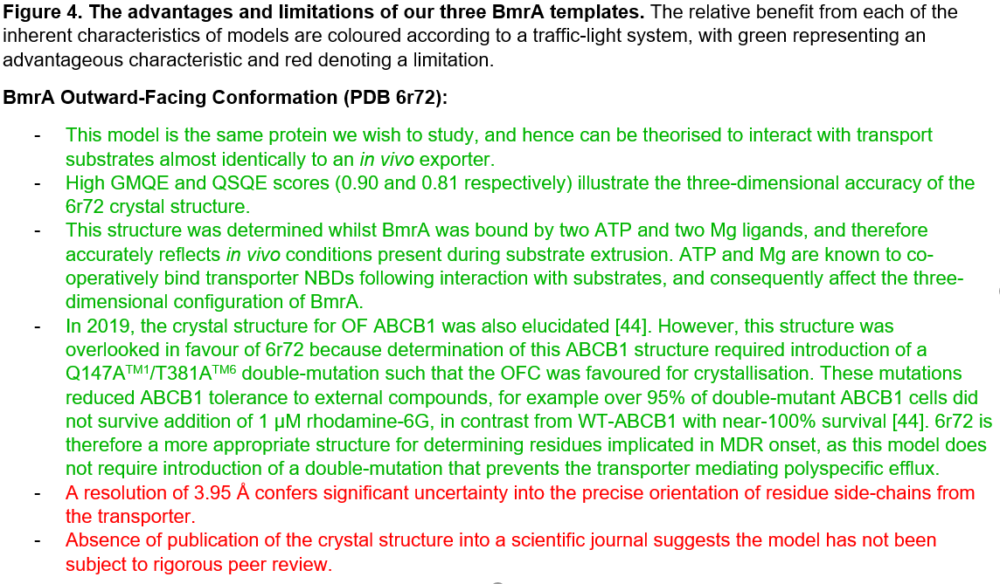 Figure 4. The advantages and limitations of our three BmrA templates. The relative benefit from each of the
inherent characteristics of models are coloured according to a traffic-light system, with green representing an
advantageous characteristic and red denoting a limitation.
BmrA Outward-Facing Conformation (PDB 6r72):
- This model is the same protein we wish to study, and hence can be theorised to interact with transport
substrates almost identically to an in vivo exporter.
- High GMQE and QSQE scores (0.90 and 0.81 respectively) illustrate the three-dimensional accuracy of the
6r72 crystal structure.
- This structure was determined whilst BmrA was bound by two ATP and two Mg ligands, and therefore
accurately reflects in vivo conditions present during substrate extrusion. ATP and Mg are known to co-
operatively bind transporter NBDs following interaction with substrates, and consequently affect the three-
dimensional configuration of BmrA.
- In 2019, the crystal structure for OF ABCB1 was also elucidated [44]. However, this structure was
overlooked in favour of 6r72 because determination of this ABCB1 structure required introduction of a
Q147Aᵀᴹ¹/T381Aᵀᴹ⁶ double-mutation such that the OFC was favoured for crystallisation. These mutations
reduced ABCB1 tolerance to external compounds, for example over 95% of double-mutant ABCB1 cells did
not survive addition of 1 µM rhodamine-6G, in contrast from WT-ABCB1 with near-100% survival [44]. 6r72 is
therefore a more appropriate structure for determining residues implicated in MDR onset, as this model does
not require introduction of a double-mutation that prevents the transporter mediating polyspecific efflux.
- A resolution of 3.95 Å confers significant uncertainty into the precise orientation of residue side-chains from
the transporter.
- Absence of publication of the crystal structure into a scientific journal suggests the model has not been
subject to rigorous peer review.